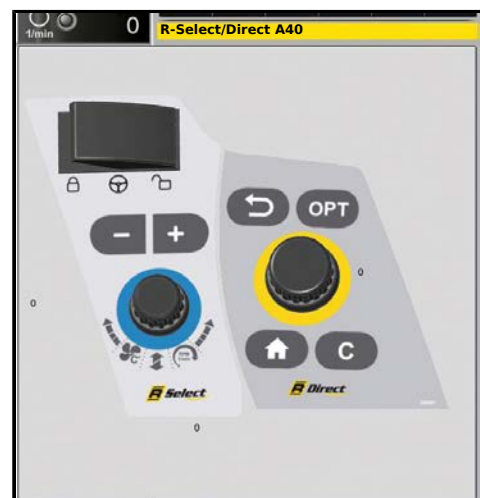 1/min
0
R-Select/Direct A40
- +
OPT
0
0
C
°C
R Select
R Direct
0